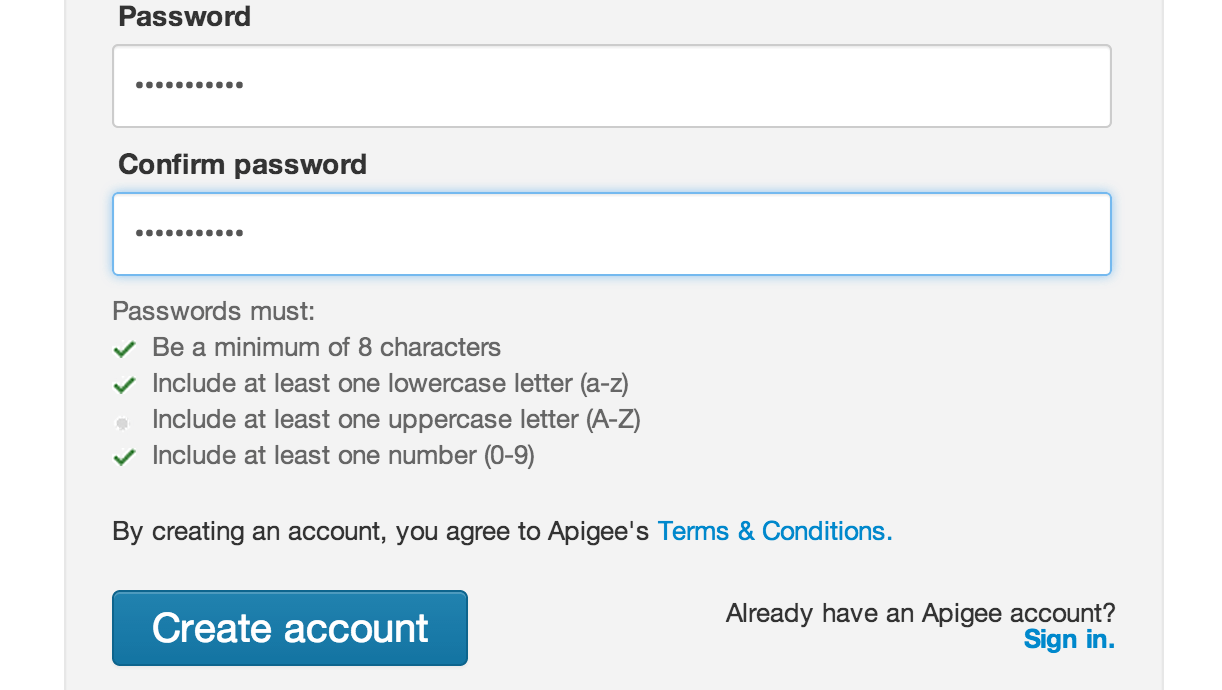 Password
•••••••••••
Confirm password
•••••••••••
Passwords must:
Be a minimum of 8 characters
Include at least one lowercase letter (a-z)
Include at least one uppercase letter (A-Z)
Include at least one number (0-9)
By creating an account, you agree to Apigee's Terms & Conditions.
Create account
Already have an Apigee account?
Sign in.